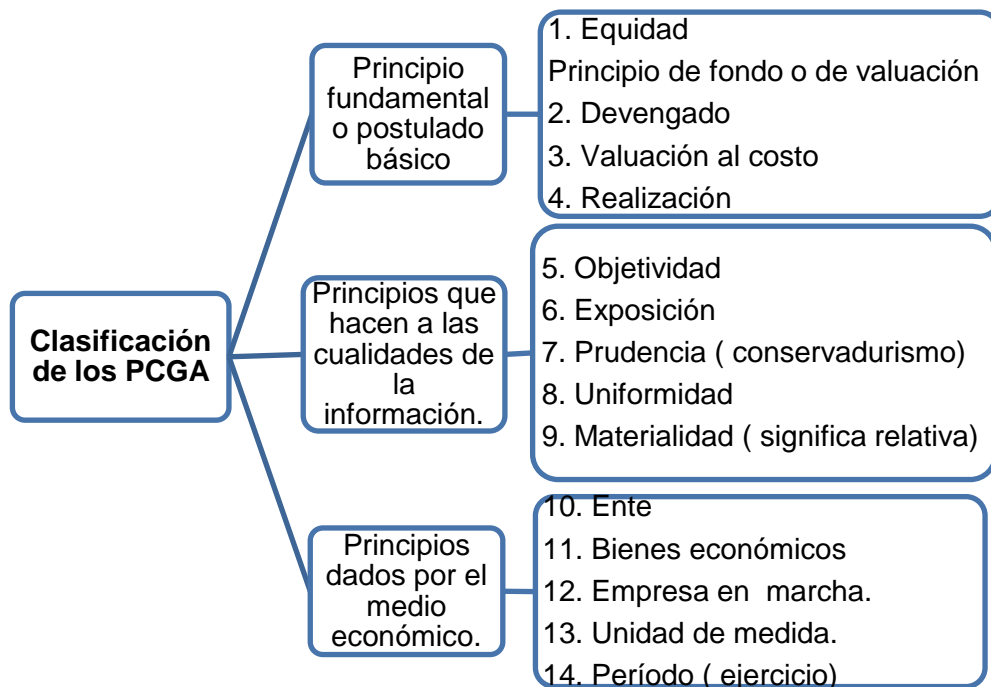 Clasificación
de los PCGA
Principio
fundamental
o postulado
básico
1. Equidad
Principio de fondo o de valuación
2. Devengado
3. Valuación al costo
4. Realización
Principios que
hacen a las
cualidades de
la
información.
5. Objetividad
6. Exposición
7. Prudencia ( conservadurismo)
8. Uniformidad
9. Materialidad ( significa relativa)
Principios
dados por el
medio
económico.
10. Ente
11. Bienes económicos
12. Empresa en  marcha.
13. Unidad de medida.
14. Período ( ejercicio)